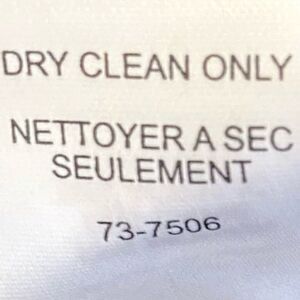 DRY CLEAN ONLY
NETTOYER A SEC
SEULEMENT
73-7506